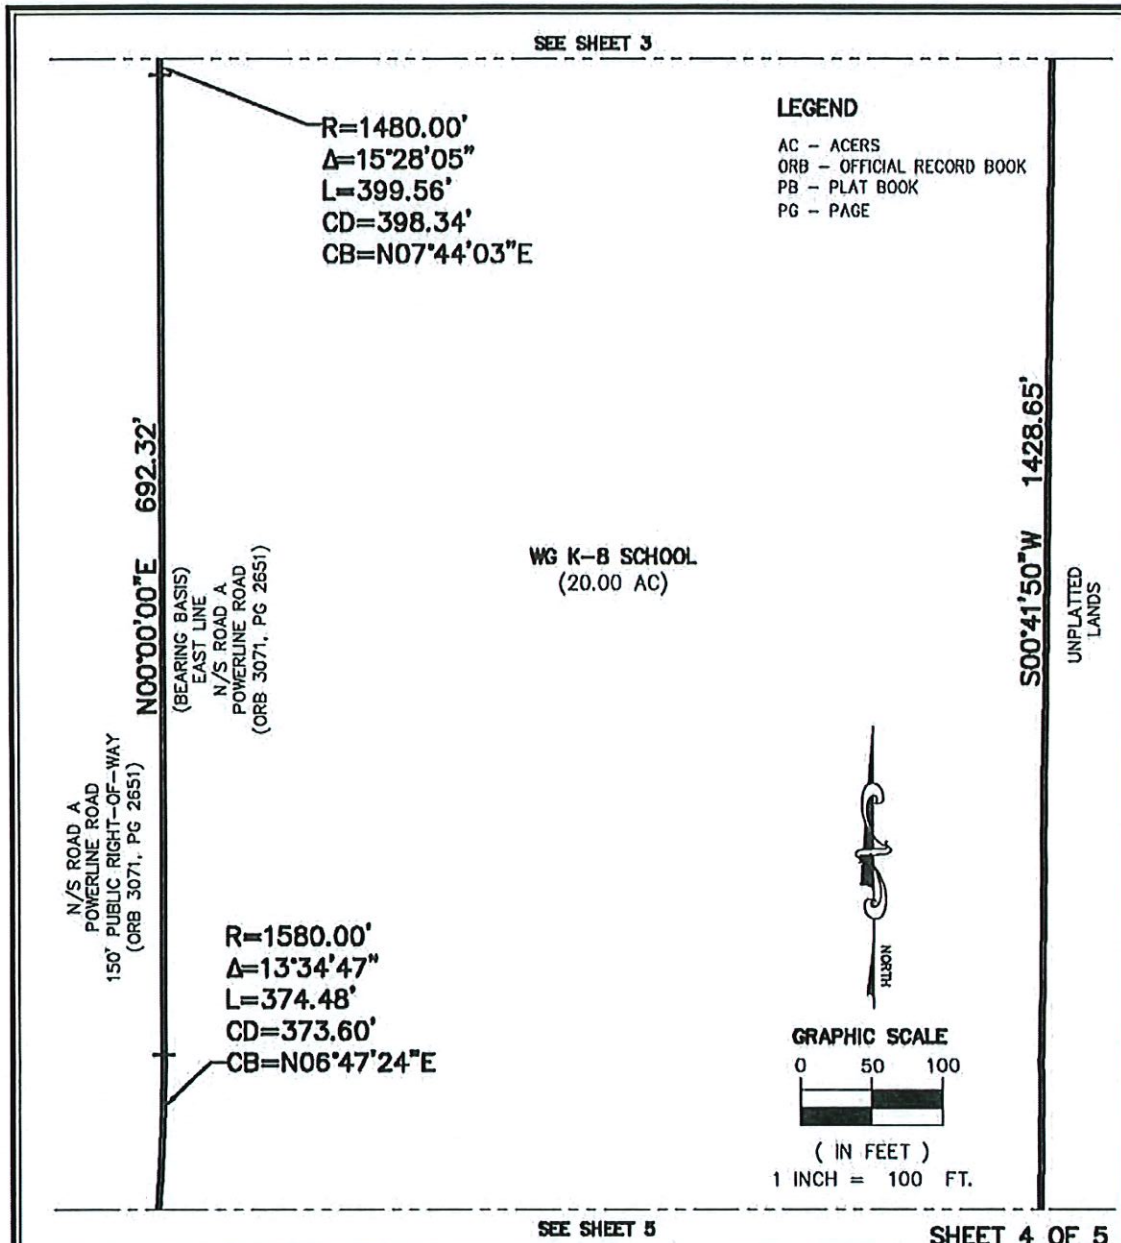 SEE SHEET 3
R=1480.00'
Δ=15°28'05"
L=399.56'
CD=398.34'
CB=N07°44'03"E
LEGEND
AC - ACERS
ORB - OFFICIAL RECORD BOOK
PB - PLAT BOOK
PG - PAGE
N00°00'00"E 692.32'
(BEARING BASIS)
EAST LINE
N/S ROAD A
POWERLINE ROAD
(ORB 3071, PG 2651)
WG K-8 SCHOOL
(20.00 AC)
S00°41'50"W 1428.65'
UNPLATTED
LANDS
N/S ROAD A
POWERLINE ROAD
150' PUBLIC RIGHT-OF-WAY
(ORB 3071, PG 2651)
R=1580.00'
Δ=13°34'47"
L=374.48'
CD=373.60'
CB=N06°47'24"E
NORTH
GRAPHIC SCALE
0 50 100
( IN FEET )
1 INCH = 100 FT.
SEE SHEET 5
SHEET 4 OF 5